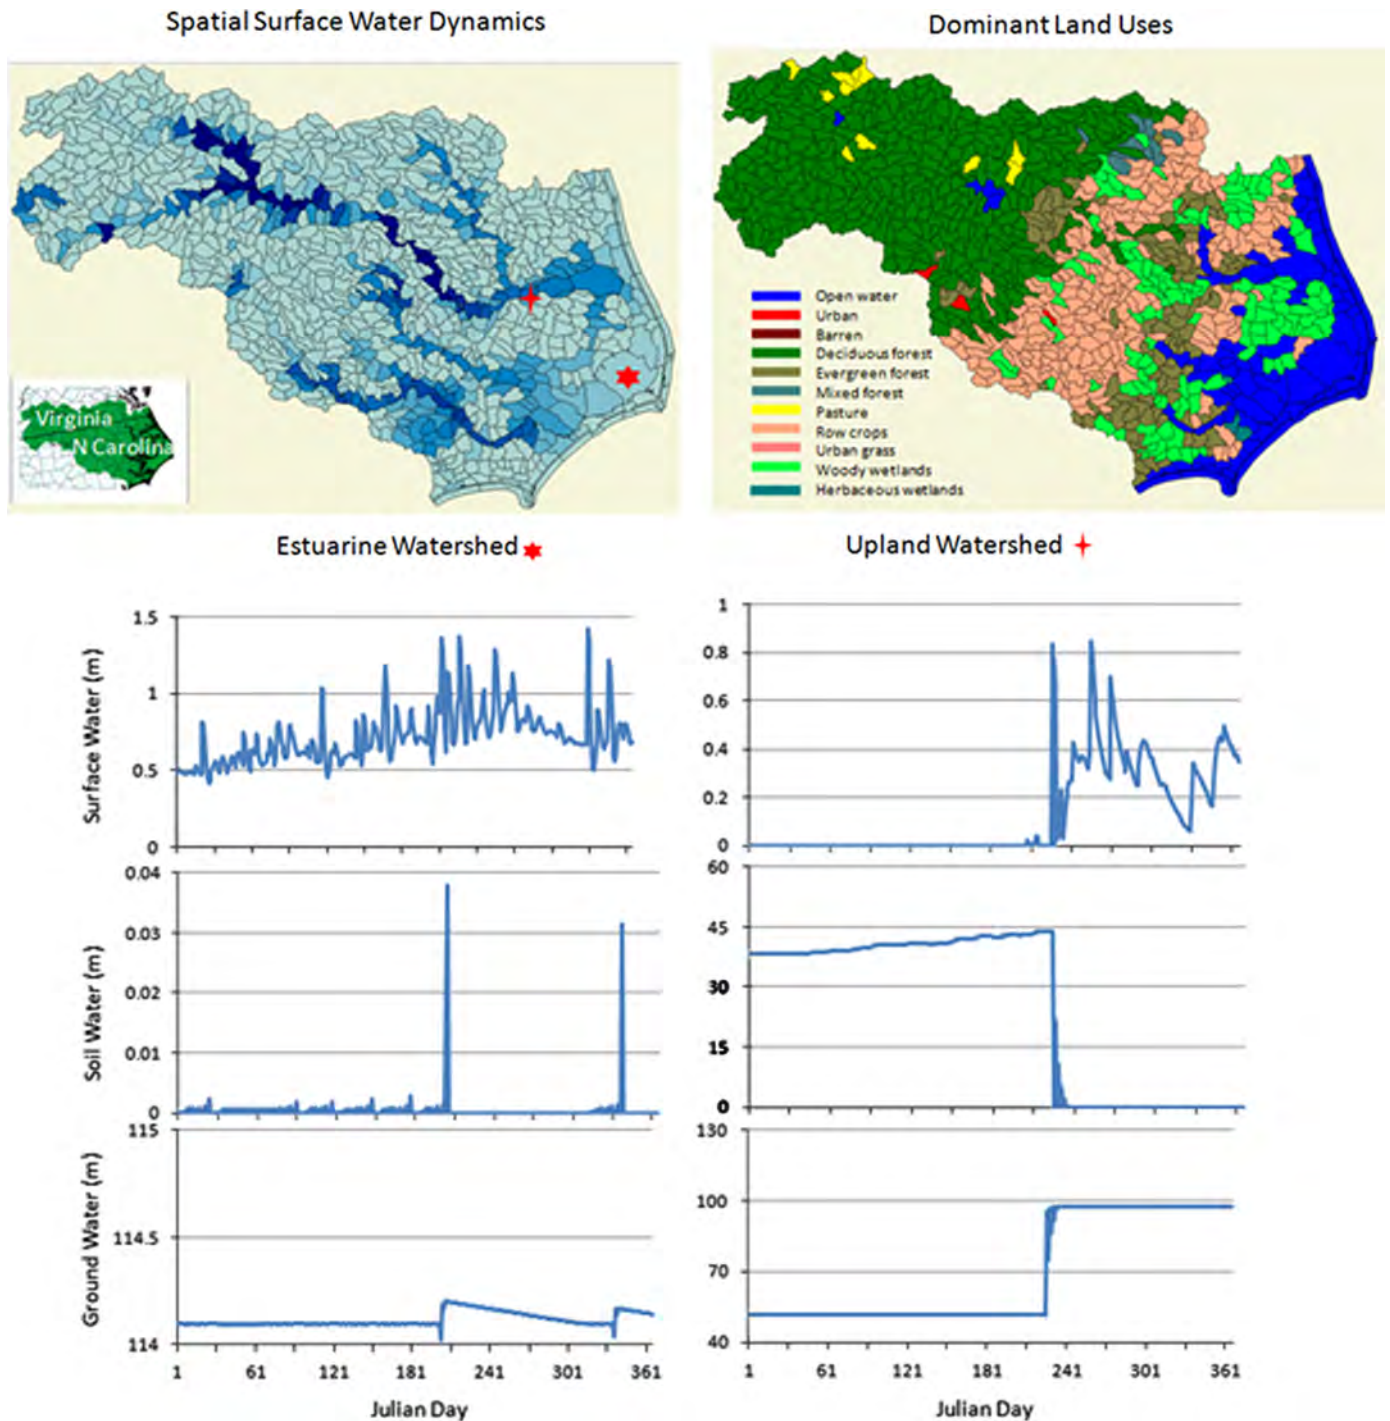 Spatial Surface Water Dynamics
Dominant Land Uses
Open water
Urban
Barren
Deciduous forest
Evergreen forest
Mixed forest
Pasture
Row crops
Urban grass
Woody wetlands
Herbaceous wetlands
Virginia
N Carolina
Estuarine Watershed
Upland Watershed
Surface Water (m)
1.5
1
0.5
0
1
0.8
0.6
0.4
0.2
0
Soil Water (m)
0.04
0.03
0.02
0.01
0
60
45
30
15
0
Ground Water (m)
115
114.5
114
130
100
70
40
1 61 121 181 241 301 361
1 61 121 181 241 301 361
Julian Day
Julian Day